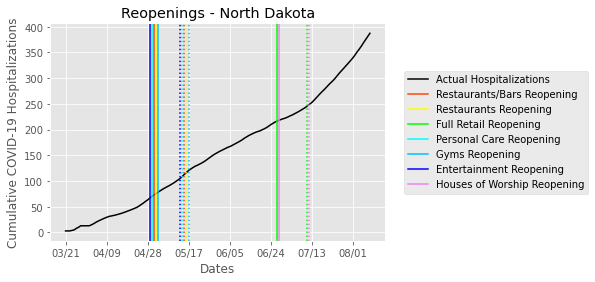 Reopenings - North Dakota
Cumulative COVID-19 Hospitalizations
400
350
300
250
200
150
100
50
0
03/21 04/09 04/28 05/17 06/05 06/24 07/13 08/01
Dates
Actual Hospitalizations
Restaurants/Bars Reopening
Restaurants Reopening
Full Retail Reopening
Personal Care Reopening
Gyms Reopening
Entertainment Reopening
Houses of Worship Reopening